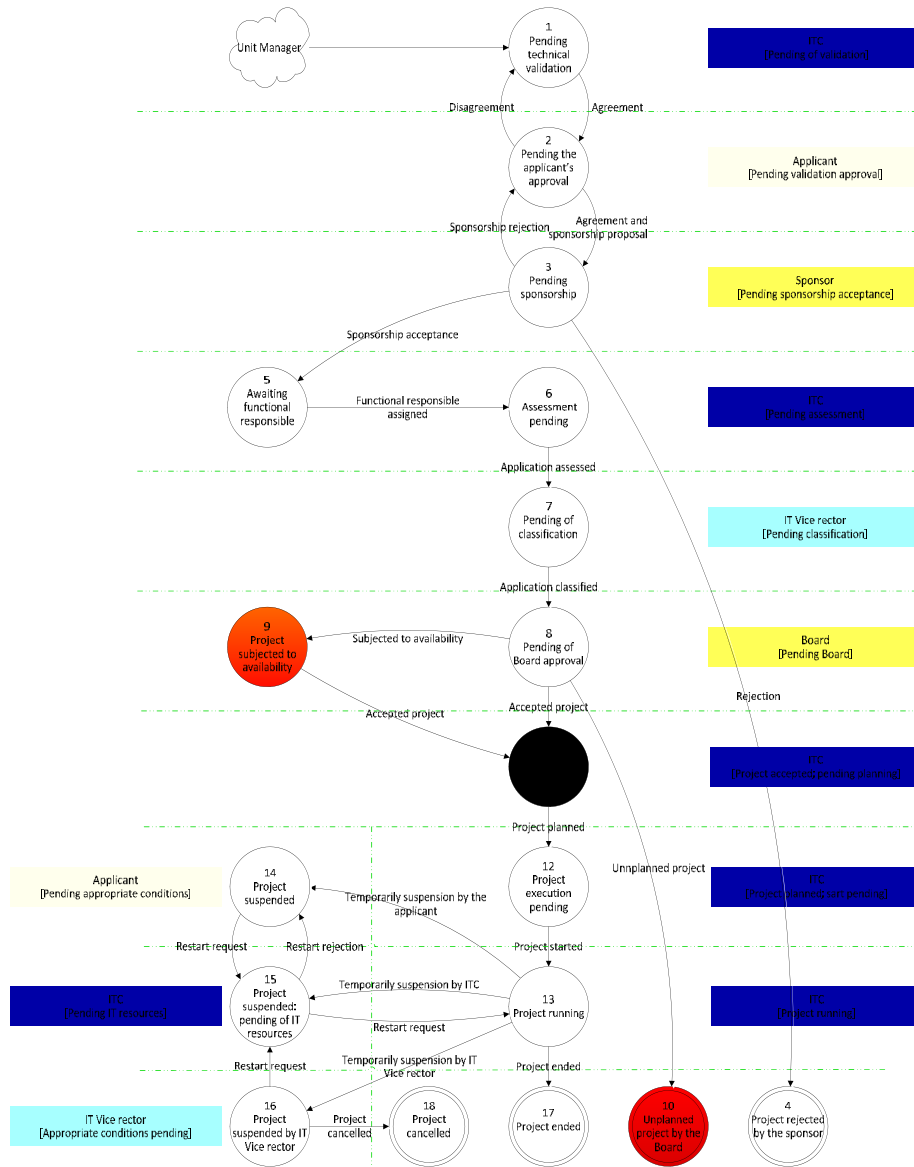 Unit Manager
1
Pending
technical
validation
ITC
[Pending of validation]
Disagreement
Agreement
2
Pending the
applicant's
approval
Applicant
[Pending validation approval]
Sponsorship rejection
Agreement and
sponsorship proposal
3
Pending
sponsorship
Sponsor
[Pending sponsorship acceptance]
Sponsorship acceptance
5
Awaiting
functional
responsible
Functional responsible
assigned
6
Assessment
pending
ITC
[Pending assessment
Application assessed
7
Pending of
classification
IT Vice rector
[Pending classification]
Application classified
9
Project
subjected to
availability
Subjected to availability
8
Pending of
Board approval
Board
[Pending Board]
Rejection
Accepted project
Accepted project
ITC
[Project accepted, pending planning]
Project planned
Applicant
[Pending appropriate conditions]
14
Project
suspended
Temporarily suspension by the
applicant
12
Project
execution
pending
Unnplanned project
ITC
Restart request
Restart rejection
Project started
ITC
[Pending IT resources]
15
Project
suspended:
pending of IT
resources
Temporarily suspension by ITC
Restart request
13
Project running
ITC
Restart request
Temporarily suspension by IT
Vice rector
Project ended
IT Vice rector
[Appropriate conditions pending]
16
Project
suspended by IT
Vice rector
Project
cancelled
18
Project
cancelled
17
Project ended
10
Unplanned
project by the
Board
4
Project rejected
by the sponsor